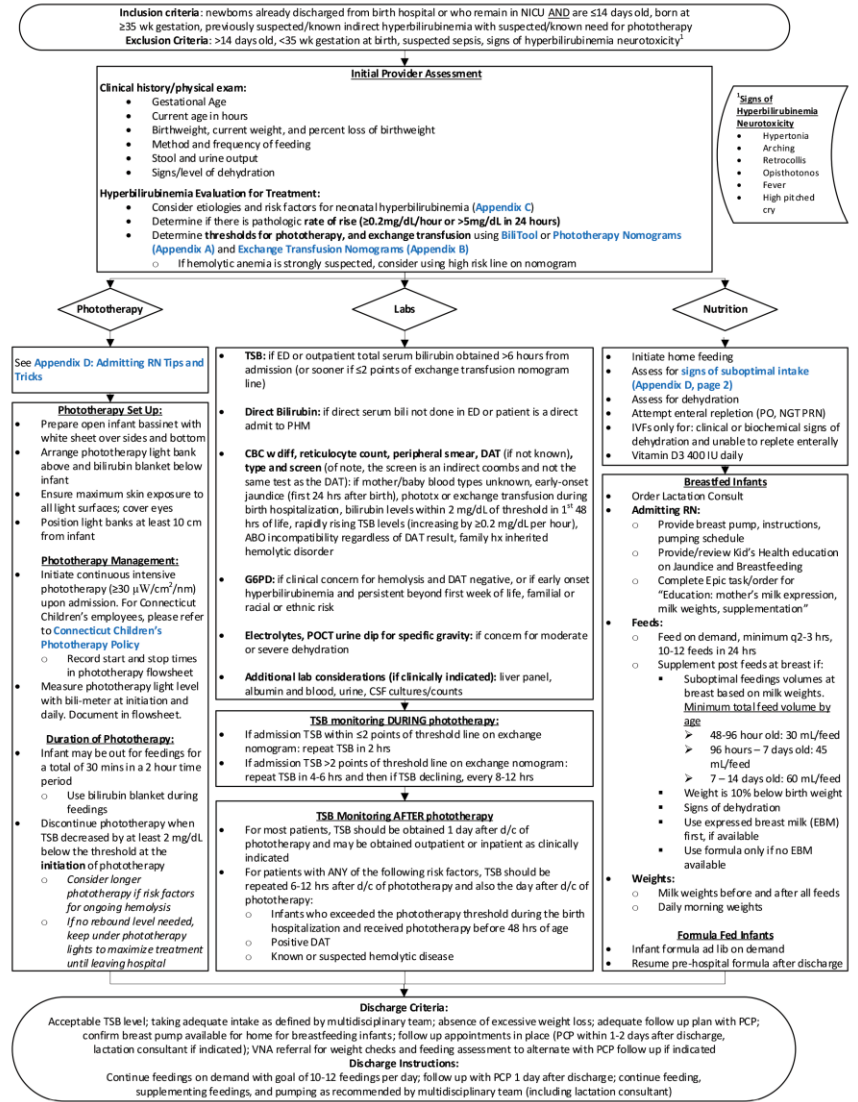 Inclusion criteria: newborns already discharged from birth hospital or who remain in NICU AND are ≤14 days old, born at
≥35 wk gestation, previously suspected/known indirect hyperbilirubinemia with suspected/known need for phototherapy
Exclusion Criteria: >14 days old, <35 wk gestation at birth, suspected sepsis, signs of hyperbilirubinemia neurotoxicity¹
Initial Provider Assessment
Clinical history/physical exam:
• Gestational Age
• Current age in hours
• Birthweight, current weight, and percent loss of birthweight
• Method and frequency of feeding
• Stool and urine output
• Signs/level of dehydration
Hyperbilirubinemia Evaluation for Treatment:
• Consider etiologies and risk factors for neonatal hyperbilirubinemia (Appendix C)
• Determine if there is pathologic rate of rise (≥0.2mg/dL/hour or >5mg/dL in 24 hours)
• Determine thresholds for phototherapy, and exchange transfusion using BiliTool or Phototherapy Nomograms
(Appendix A) and Exchange Transfusion Nomograms (Appendix B)
o If hemolytic anemia is strongly suspected, consider using high risk line on nomogram
¹Signs of
Hyperbilirubinemia
Neurotoxicity
• Hypertonia
• Arching
• Retrocollis
• Opisthotonos
• Fever
• High pitched
cry
Phototherapy
See Appendix D: Admitting RN Tips and
Tricks
Phototherapy Set Up:
• Prepare open infant bassinet with
white sheet over sides and bottom
• Arrange phototherapy light bank
above and bilirubin blanket below
infant
• Ensure maximum skin exposure to
all light surfaces; cover eyes
• Position light banks at least 10 cm
from infant
Phototherapy Management:
• Initiate continuous intensive
phototherapy (≥30 μW/cm²/nm)
upon admission. For Connecticut
Children's employees, please refer
to Connecticut Children's
Phototherapy Policy
o Record start and stop times
in phototherapy flowsheet
• Measure phototherapy light level
with bili-meter at initiation and
daily. Document in flowsheet.
Duration of Phototherapy:
• Infant may be out for feedings for
a total of 30 mins in a 2 hour time
period
o Use bilirubin blanket during
feedings
• Discontinue phototherapy when
TSB decreased by at least 2 mg/dL
below the threshold at the
initiation of phototherapy
o Consider longer
phototherapy if risk factors
for ongoing hemolysis
o If no rebound level needed,
keep under phototherapy
lights to maximize treatment
until leaving hospital
Labs
• TSB: if ED or outpatient total serum bilirubin obtained >6 hours from
admission (or sooner if ≤2 points of exchange transfusion nomogram
line)
• Direct Bilirubin: if direct serum bili not done in ED or patient is a direct
admit to PHM
• CBC w diff, reticulocyte count, peripheral smear, DAT (if not known),
type and screen (of note, the screen is an indirect coombs and not the
same test as the DAT): if mother/baby blood types unknown, early-onset
jaundice (first 24 hrs after birth), phototx or exchange transfusion during
birth hospitalization, bilirubin levels within 2 mg/dL of threshold in 1st 48
hrs of life, rapidly rising TSB levels (increasing by ≥0.2 mg/dL per hour),
ABO incompatibility regardless of DAT result, family hx inherited
hemolytic disorder
• G6PD: if clinical concern for hemolysis and DAT negative, or if early onset
hyperbilirubinemia and persistent beyond first week of life, familial or
racial or ethnic risk
• Electrolytes, POCT urine dip for specific gravity: if concern for moderate
or severe dehydration
• Additional lab considerations (if clinically indicated): liver panel,
albumin and blood, urine, CSF cultures/counts
TSB monitoring DURING phototherapy:
• If admission TSB within ≤2 points of threshold line on exchange
nomogram: repeat TSB in 2 hrs
• If admission TSB >2 points of threshold line on exchange nomogram:
repeat TSB in 4-6 hrs and then if TSB declining, every 8-12 hrs
TSB Monitoring AFTER phototherapy
• For most patients, TSB should be obtained 1 day after d/c of
phototherapy and may be obtained outpatient or inpatient as clinically
indicated
• For patients with ANY of the following risk factors, TSB should be
repeated 6-12 hrs after d/c of phototherapy and also the day after d/c of
phototherapy:
o Infants who exceeded the phototherapy threshold during the birth
hospitalization and received phototherapy before 48 hrs of age
o Positive DAT
o Known or suspected hemolytic disease
Nutrition
• Initiate home feeding
• Assess for signs of suboptimal intake
(Appendix D, page 2)
• Assess for dehydration
• Attempt enteral repletion (PO, NGT PRN)
• IVFs only for: clinical or biochemical signs of
dehydration and unable to replete enterally
• Vitamin D3 400 IU daily
Breastfed Infants
• Order Lactation Consult
• Admitting RN:
o Provide breast pump, instructions,
pumping schedule
o Provide/review Kid's Health education
on Jaundice and Breastfeeding
o Complete Epic task/order for
"Education: mother's milk expression,
milk weights, supplementation"
• Feeds:
o Feed on demand, minimum q2-3 hrs,
10-12 feeds in 24 hrs
o Supplement post feeds at breast if:
▪ Suboptimal feedings volumes at
breast based on milk weights.
Minimum total feed volume by
age
➢ 48-96 hour old: 30 mL/feed
➢ 96 hours – 7 days old: 45
mL/feed
➢ 7 – 14 days old: 60 mL/feed
▪ Weight is 10% below birth weight
▪ Signs of dehydration
▪ Use expressed breast milk (EBM)
first, if available
▪ Use formula only if no EBM
available
• Weights:
o Milk weights before and after all feeds
o Daily morning weights
Formula Fed Infants
• Infant formula ad lib on demand
• Resume pre-hospital formula after discharge
Discharge Criteria:
Acceptable TSB level; taking adequate intake as defined by multidisciplinary team; absence of excessive weight loss; adequate follow up plan with PCP;
confirm breast pump available for home for breastfeeding infants; follow up appointments in place (PCP within 1-2 days after discharge,
lactation consultant if indicated); VNA referral for weight checks and feeding assessment to alternate with PCP follow up if indicated
Discharge Instructions:
Continue feedings on demand with goal of 10-12 feedings per day; follow up with PCP 1 day after discharge; continue feeding,
supplementing feedings, and pumping as recommended by multidisciplinary team (including lactation consultant)